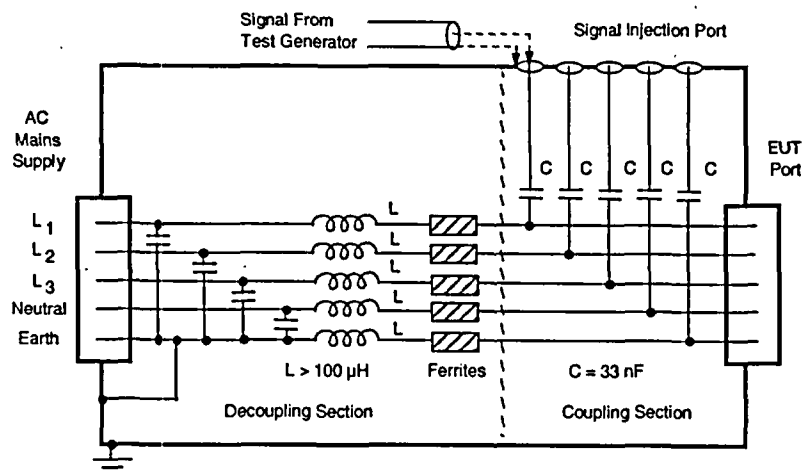 Signal From
Test Generator
Signal Injection Port
AC
Mains
Supply
EUT
Port
C C C C C
L1
L
L2
L
L3
L
Neutral
L
Earth
L
L > 100 µH
Ferrites
C = 33 nF
Decoupling Section
Coupling Section